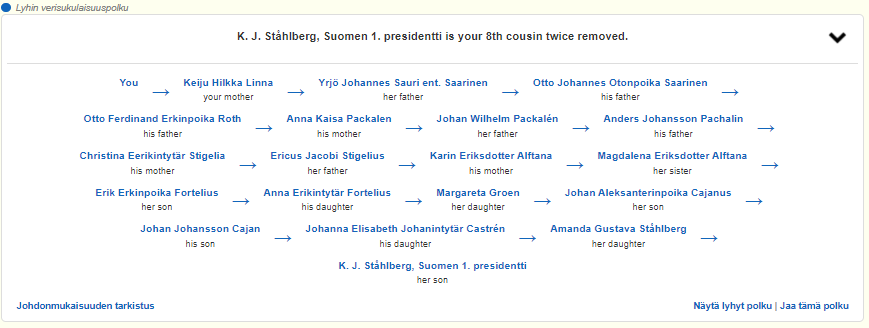 Lyhin verisukulaisuuspolku
K. J. Ståhlberg, Suomen 1. presidentti is your 8th cousin twice removed.
You → Keiju Hilkka Linna → Yrjö Johannes Sauri ent. Saarinen → Otto Johannes Otonpoika Saarinen →
your mother her father his father
Otto Ferdinand Erkinpoika Roth → Anna Kaisa Packalen → Johan Wilhelm Packalén → Anders Johansson Pachalin →
his father his mother her father his father
Christina Eerikintytär Stigelia → Ericus Jacobi Stigelius → Karin Eriksdotter Alftana → Magdalena Eriksdotter Alftana →
his mother her father his mother her sister
Erik Erkinpoika Fortelius → Anna Erikintytär Fortelius → Margareta Groen → Johan Aleksanterinpoika Cajanus →
her son his daughter her daughter her son
Johan Johansson Cajan → Johanna Elisabeth Johanintytär Castrén → Amanda Gustava Ståhlberg →
his son his daughter her daughter
K. J. Ståhlberg, Suomen 1. presidentti
her son
Johdonmukaisuuden tarkistus Näytä lyhyt polku | Jaa tämä polku